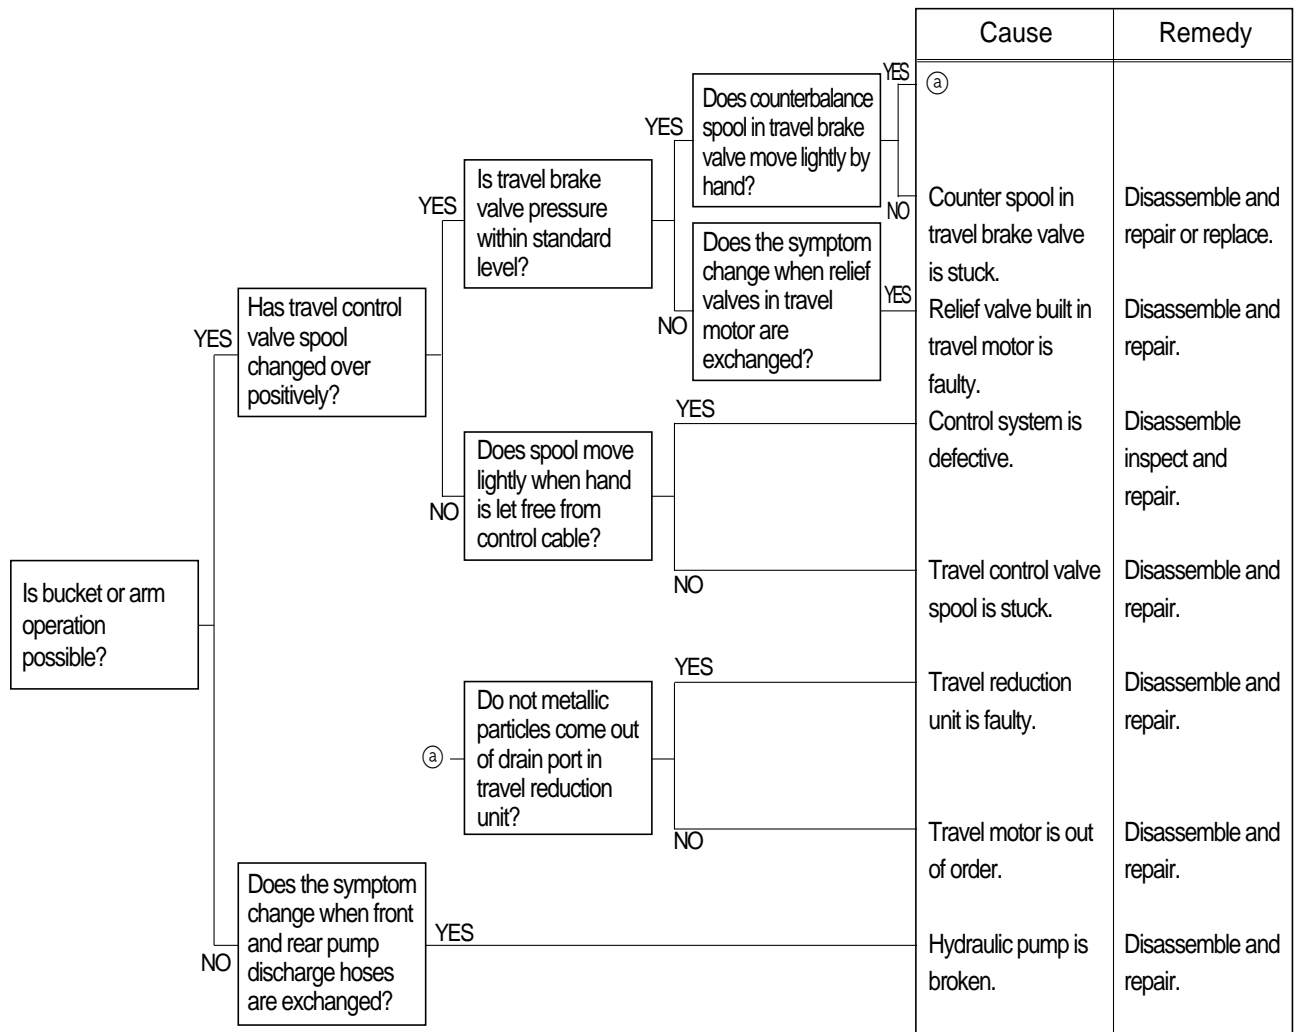 Cause
Remedy
YES
ⓐ
Does counterbalance
spool in travel brake
valve move lightly by
hand?
YES
Is travel brake
valve pressure
within standard
level?
YES
NO
Counter spool in
travel brake valve
is stuck.
Disassemble and
repair or replace.
Does the symptom
change when relief
valves in travel
motor are
exchanged?
YES
NO
Relief valve built in
travel motor is
faulty.
Disassemble and
repair.
Has travel control
valve spool
changed over
positively?
YES
Does spool move
lightly when hand
is let free from
control cable?
NO
YES
Control system is
defective.
Disassemble
inspect and
repair.
NO
Travel control valve
spool is stuck.
Disassemble and
repair.
Is bucket or arm
operation
possible?
ⓐ
Do not metallic
particles come out
of drain port in
travel reduction
unit?
YES
Travel reduction
unit is faulty.
Disassemble and
repair.
NO
Travel motor is out
of order.
Disassemble and
repair.
NO
Does the symptom
change when front
and rear pump
discharge hoses
are exchanged?
YES
Hydraulic pump is
broken.
Disassemble and
repair.